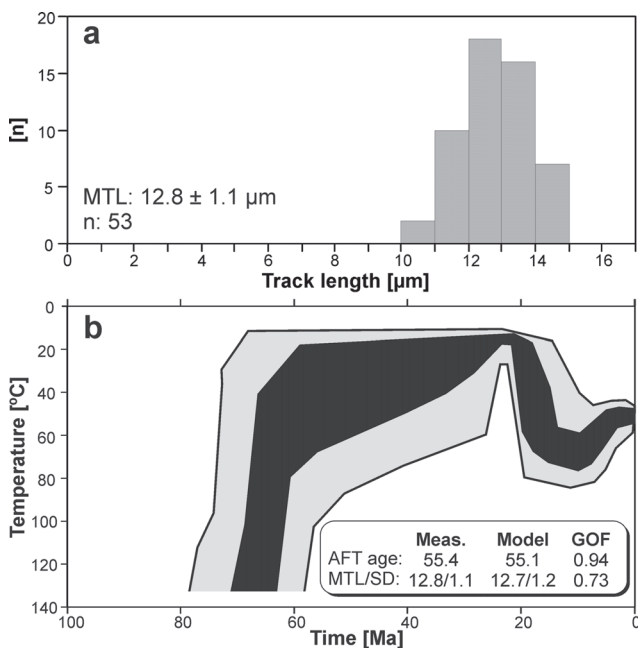 a
20
15
10
5
0
[n]
MTL: 12.8 ± 1.1 µm
n: 53
0 2 4 6 8 10 12 14 16
Track length [µm]
b
0
20
40
60
80
100
120
140
Temperature [ºC]
Meas. Model GOF
AFT age: 55.4 55.1 0.94
MTL/SD: 12.8/1.1 12.7/1.2 0.73
100 80 60 40 20 0
Time [Ma]